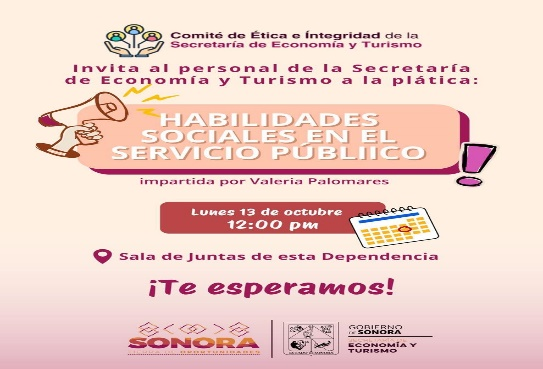 Comité de Ética e Íntegridad de la
Secretaría de Economía y Turismo
Invita al personal de la Secretaría
de Economía y Turismo a la plática:
HABILIDADES
SOCIALES EN EL
SERVICIO PÚBLIICO
impartida por Valeria Palomares
Lunes 13 de octubre
12:00 pm
Sala de Juntas de esta Dependencia
¡Te esperamos!
SONORA
OPORTUNIDADES
GOBIERNO
DE SONORA
ECONOMÍA Y
TURISMO